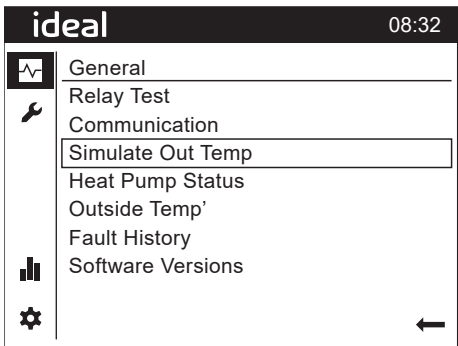 ideal 08:32
General
Relay Test
Communication
Simulate Out Temp
Heat Pump Status
Outside Temp’
Fault History
Software Versions